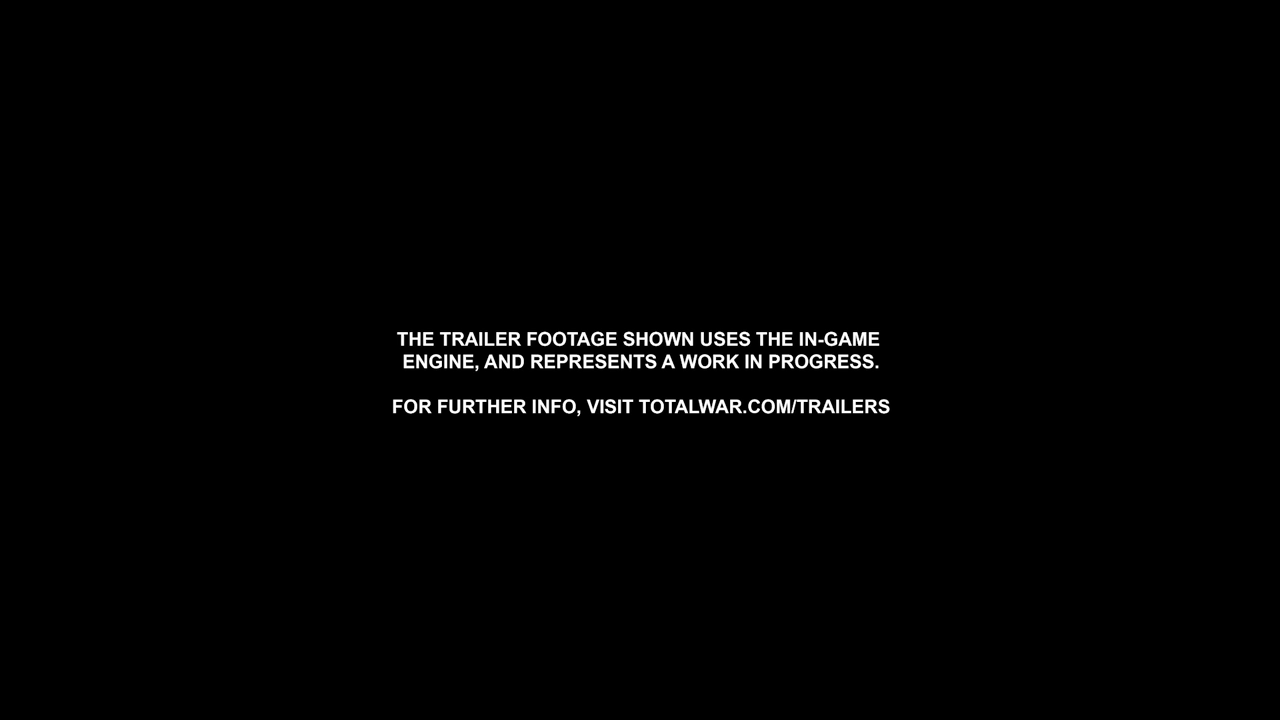 THE TRAILER FOOTAGE SHOWN USES THE IN-GAME
ENGINE, AND REPRESENTS A WORK IN PROGRESS.
FOR FURTHER INFO, VISIT TOTALWAR.COM/TRAILERS